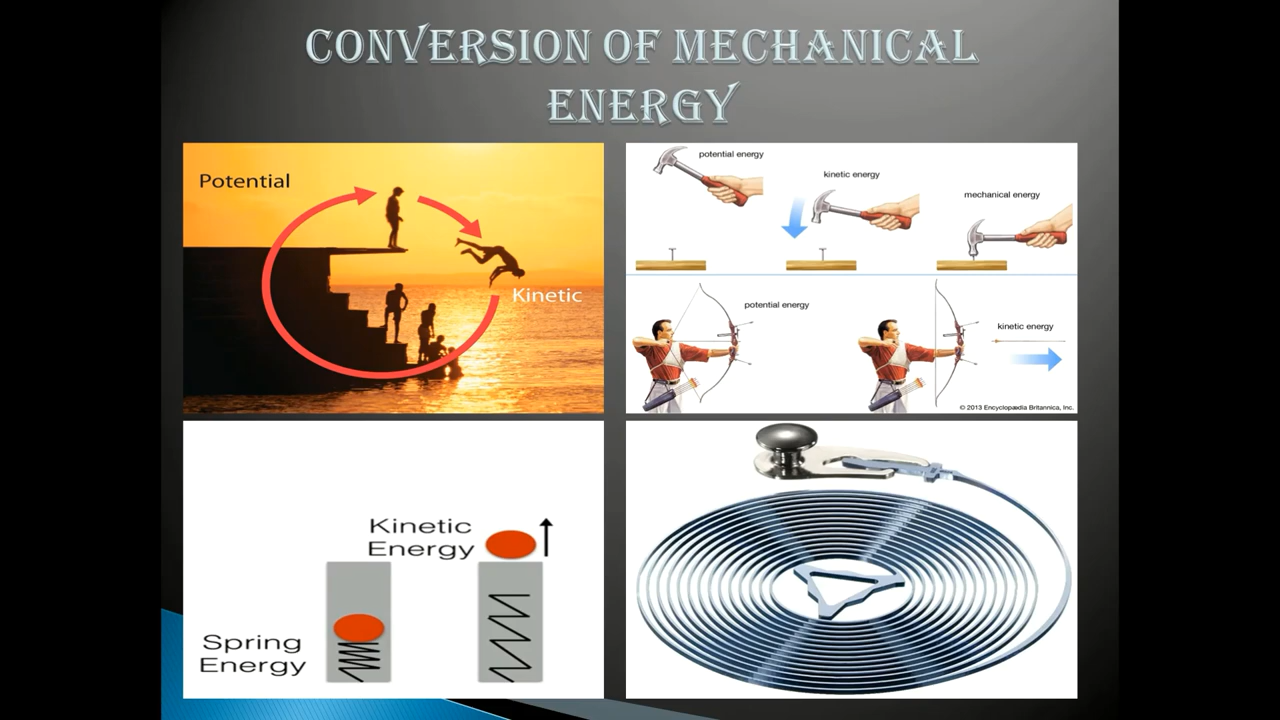 CONVERSION OF MECHANICAL
ENERGY
Potential
Kinetic
potential energy
kinetic energy
mechanical energy
potential energy
kinetic energy
© 2013 Encyclopædia Britannica, Inc.
Kinetic
Energy
Spring
Energy